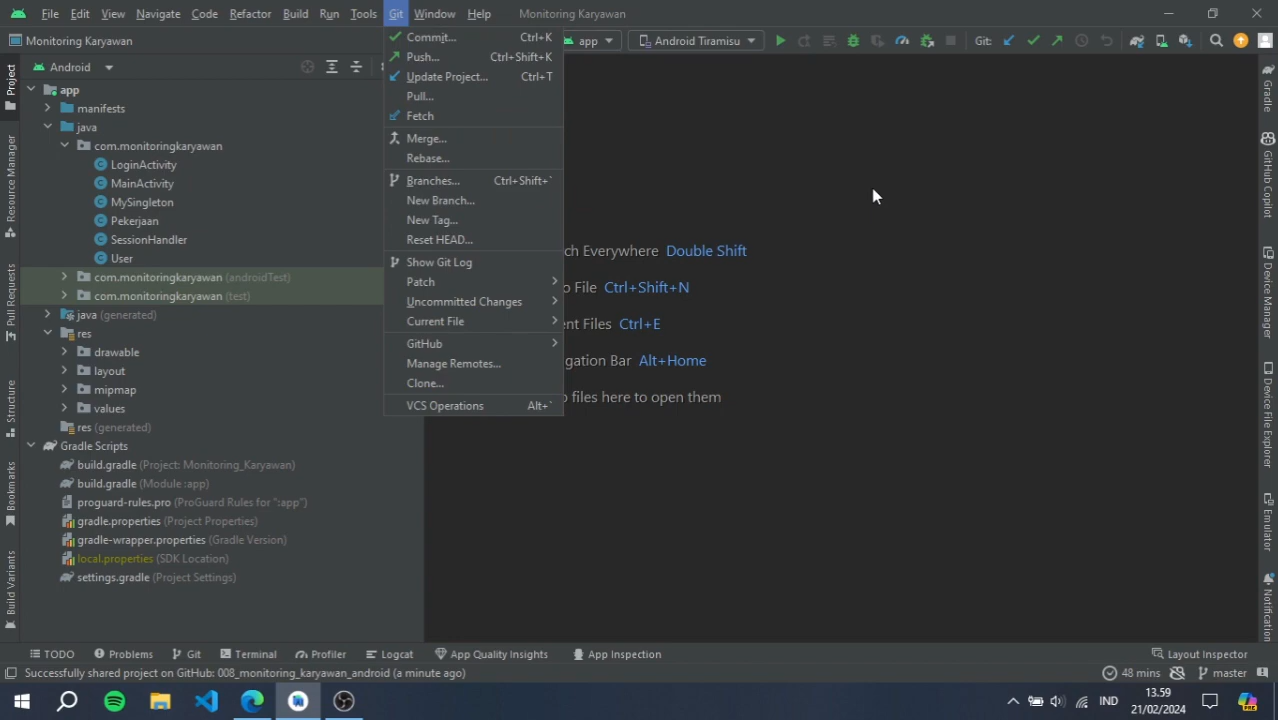 File Edit View Navigate Code Refactor Build Run Tools Git Window Help Monitoring Karyawan
Monitoring Karyawan
app
Android Tiramisu
Git:
Android
app
manifests
java
com.monitoringkaryawan
LoginActivity
MainActivity
MySingleton
Pekerjaan
SessionHandler
User
com.monitoringkaryawan (androidTest)
com.monitoringkaryawan (test)
java (generated)
res
drawable
layout
mipmap
values
res (generated)
Gradle Scripts
build.gradle (Project: Monitoring_Karyawan)
build.gradle (Module :app)
proguard-rules.pro (ProGuard Rules for ":app")
gradle.properties (Project Properties)
gradle-wrapper.properties (Gradle Version)
local.properties (SDK Location)
settings.gradle (Project Settings)
Commit... Ctrl+K
Push... Ctrl+Shift+K
Update Project... Ctrl+T
Pull...
Fetch
Merge...
Rebase...
Branches... Ctrl+Shift+`
New Branch...
New Tag...
Reset HEAD...
Show Git Log
Patch
Uncommitted Changes
Current File
GitHub
Manage Remotes...
Clone...
VCS Operations Alt+`
ch Everywhere Double Shift
o File Ctrl+Shift+N
ent Files Ctrl+E
igation Bar Alt+Home
o files here to open them
Project
Resource Manager
Pull Requests
Structure
Bookmarks
Build Variants
Gradle
GitHub Copilot
Device Manager
Device File Explorer
Emulator
Notification
TODO Problems Git Terminal Profiler Logcat App Quality Insights App Inspection Layout Inspector
Successfully shared project on GitHub: 008_monitoring_karyawan_android (a minute ago) 48 mins master
IND
13.59
21/02/2024
PRE